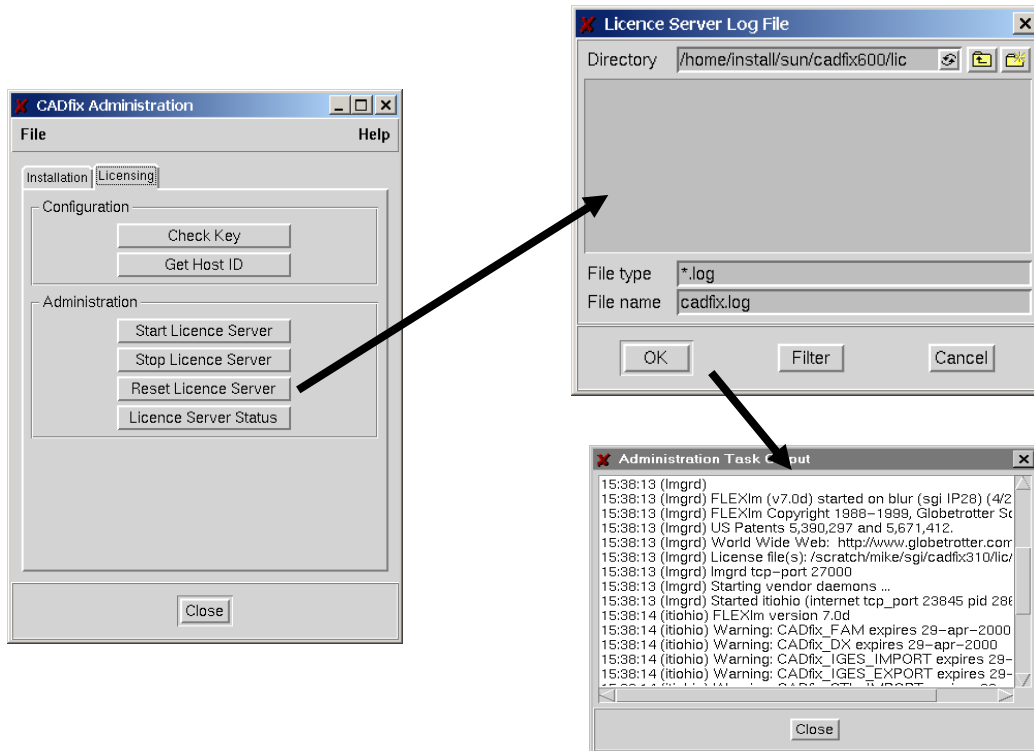 CADfix Administration
File Help
Installation Licensing
Configuration
Check Key
Get Host ID
Administration
Start Licence Server
Stop Licence Server
Reset Licence Server
Licence Server Status
Close
Licence Server Log File
Directory /home/install/sun/cadfix600/lic
File type *.log
File name cadfix.log
OK Filter Cancel
Administration Task
15:38:13 (lmgrd)
15:38:13 (lmgrd) FLEXlm (v7.0d) started on blur (sgi IP28) (4/2
15:38:13 (lmgrd) FLEXlm Copyright 1988-1999, Globetrotter So
15:38:13 (lmgrd) US Patents 5,390,297 and 5,671,412.
15:38:13 (lmgrd) World Wide Web: http://www.globetrotter.com
15:38:13 (lmgrd) License file(s): /scratch/mike/sgi/cadfix310/lic/
15:38:13 (lmgrd) lmgrd tcp-port 27000
15:38:13 (lmgrd) Starting vendor daemons ...
15:38:13 (lmgrd) Started itiohio (internet tcp_port 23845 pid 286
15:38:14 (itiohio) FLEXlm version 7.0d
15:38:14 (itiohio) Warning: CADfix_FAM expires 29-apr-2000
15:38:14 (itiohio) Warning: CADfix_DX expires 29-apr-2000
15:38:14 (itiohio) Warning: CADfix_IGES_IMPORT expires 29-
15:38:14 (itiohio) Warning: CADfix_IGES_EXPORT expires 29-
Close